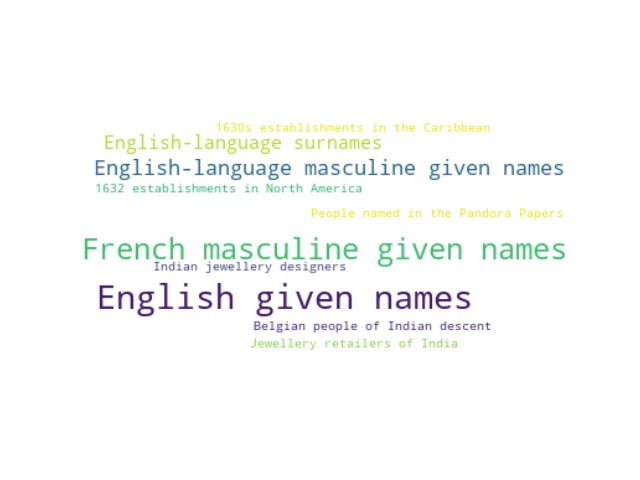 1630s establishments in the Caribbean
English-language surnames
English-language masculine given names
1632 establishments in North America
People named in the Pandora Papers
French masculine given names
Indian jewellery designers
English given names
Belgian people of Indian descent
Jewellery retailers of India